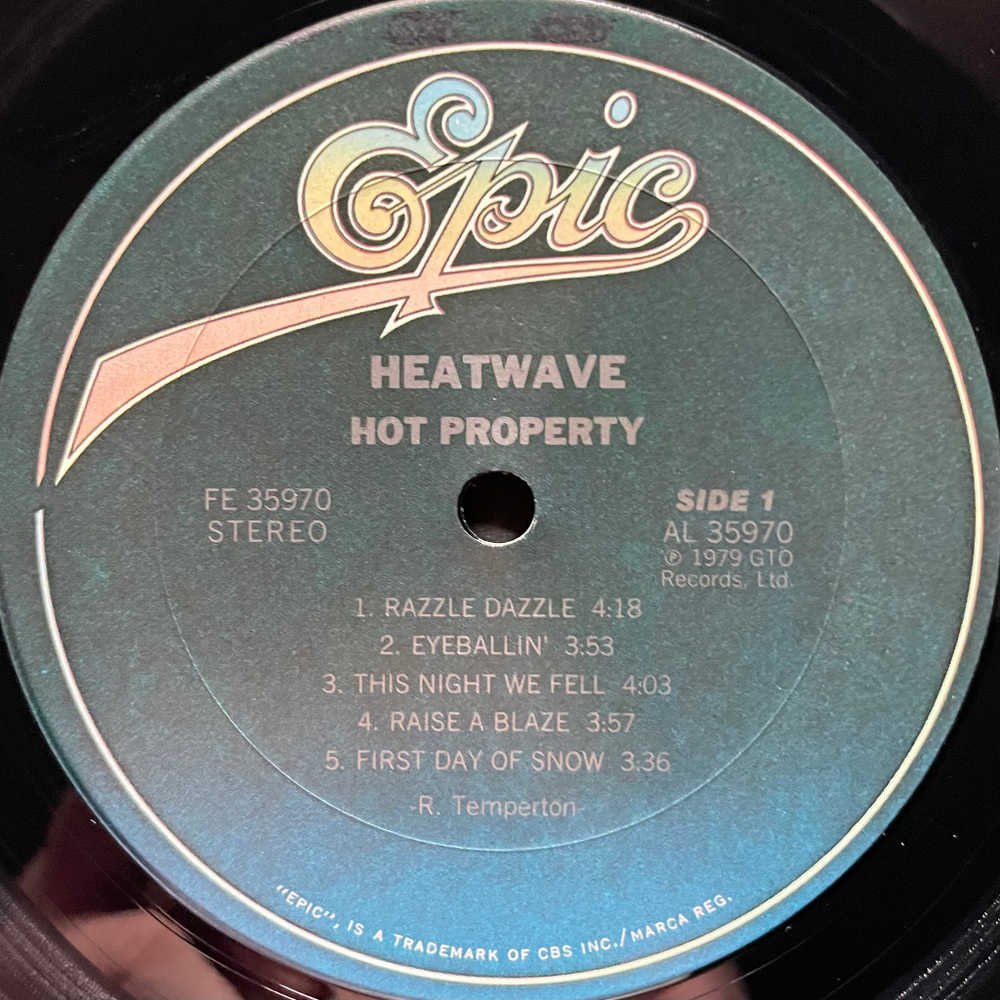 Epic
HEATWAVE
HOT PROPERTY
FE 35970
STEREO
SIDE 1
AL 35970
℗ 1979 GTO
Records, Ltd.
1. RAZZLE DAZZLE 4:18
2. EYEBALLIN' 3:53
3. THIS NIGHT WE FELL 4:03
4. RAISE A BLAZE 3:57
5. FIRST DAY OF SNOW 3:36
-R. Temperton-
"EPIC", IS A TRADEMARK OF CBS INC./MARCA REG.